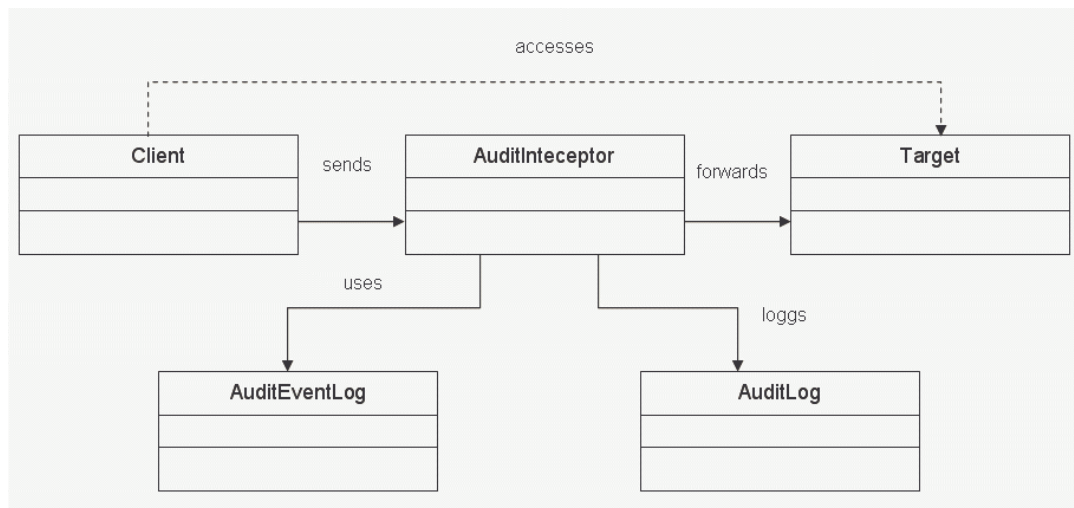 accesses
Client
sends
AuditInteceptor
forwards
Target
uses
loggs
AuditEventLog
AuditLog